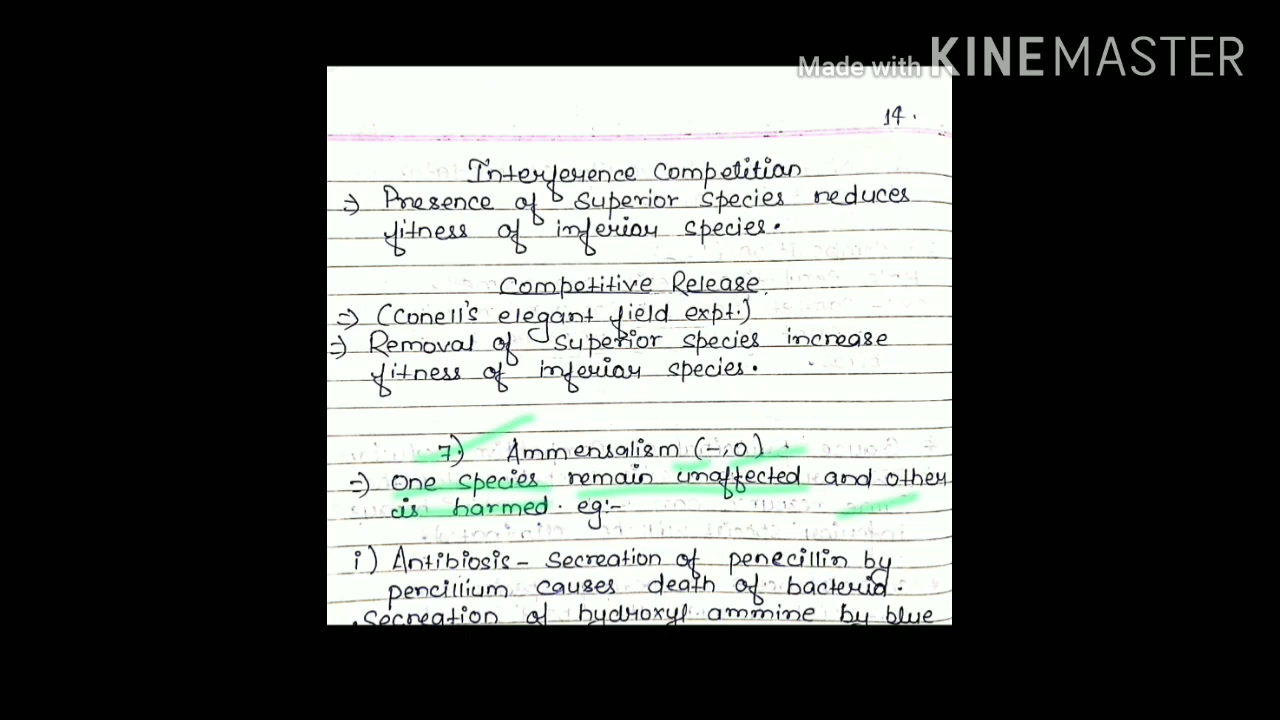 Made with KINEMASTER
14.
Interference Competitian
⇒ Presence of Superior Species reduces
fitness of inferior species.
Competitive Release
⇒ (Conell's elegant field expt.)
⇒ Removal of Superior species increase
fitness of inferior species.
7) Ammensalism (-,0)
⇒ One species remain unaffected and other
is harmed. eg:-
i) Antibiosis - Secreation of penecillin by
pencillium causes death of bacteria.
.Secreation of hydroxyl ammine by blue